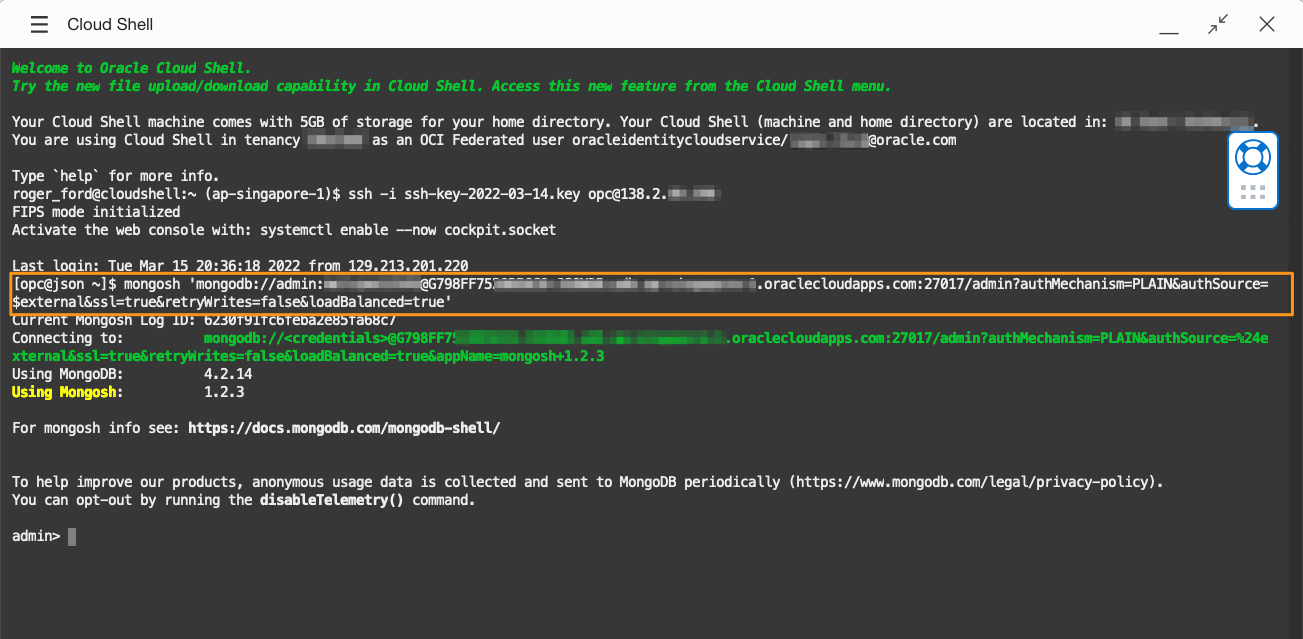 Cloud Shell
Welcome to Oracle Cloud Shell.
Try the new file upload/download capability in Cloud Shell. Access this new feature from the Cloud Shell menu.
Your Cloud Shell machine comes with 5GB of storage for your home directory. Your Cloud Shell (machine and home directory) are located in:
You are using Cloud Shell in tenancy as an OCI Federated user oracleidentitycloudservice/ @oracle.com
Type `help` for more info.
roger_ford@cloudshell:~ (ap-singapore-1)$ ssh -i ssh-key-2022-03-14.key opc@138.2.
FIPS mode initialized
Activate the web console with: systemctl enable --now cockpit.socket
Last login: Tue Mar 15 20:36:18 2022 from 129.213.201.220
[opc@json ~]$ mongosh 'mongodb://admin: @G798FF75 .oraclecloudapps.com:27017/admin?authMechanism=PLAIN&authSource=
$external&ssl=true&retryWrites=false&loadBalanced=true'
Current Mongosh Log ID: 6230f91fc6feba2e85fa68c7
Connecting to: mongodb://<credentials>@G798FF75 .oraclecloudapps.com:27017/admin?authMechanism=PLAIN&authSource=%24e
xternal&ssl=true&retryWrites=false&loadBalanced=true&appName=mongosh+1.2.3
Using MongoDB: 4.2.14
Using Mongosh: 1.2.3
For mongosh info see: https://docs.mongodb.com/mongodb-shell/
To help improve our products, anonymous usage data is collected and sent to MongoDB periodically (https://www.mongodb.com/legal/privacy-policy).
You can opt-out by running the disableTelemetry() command.
admin>